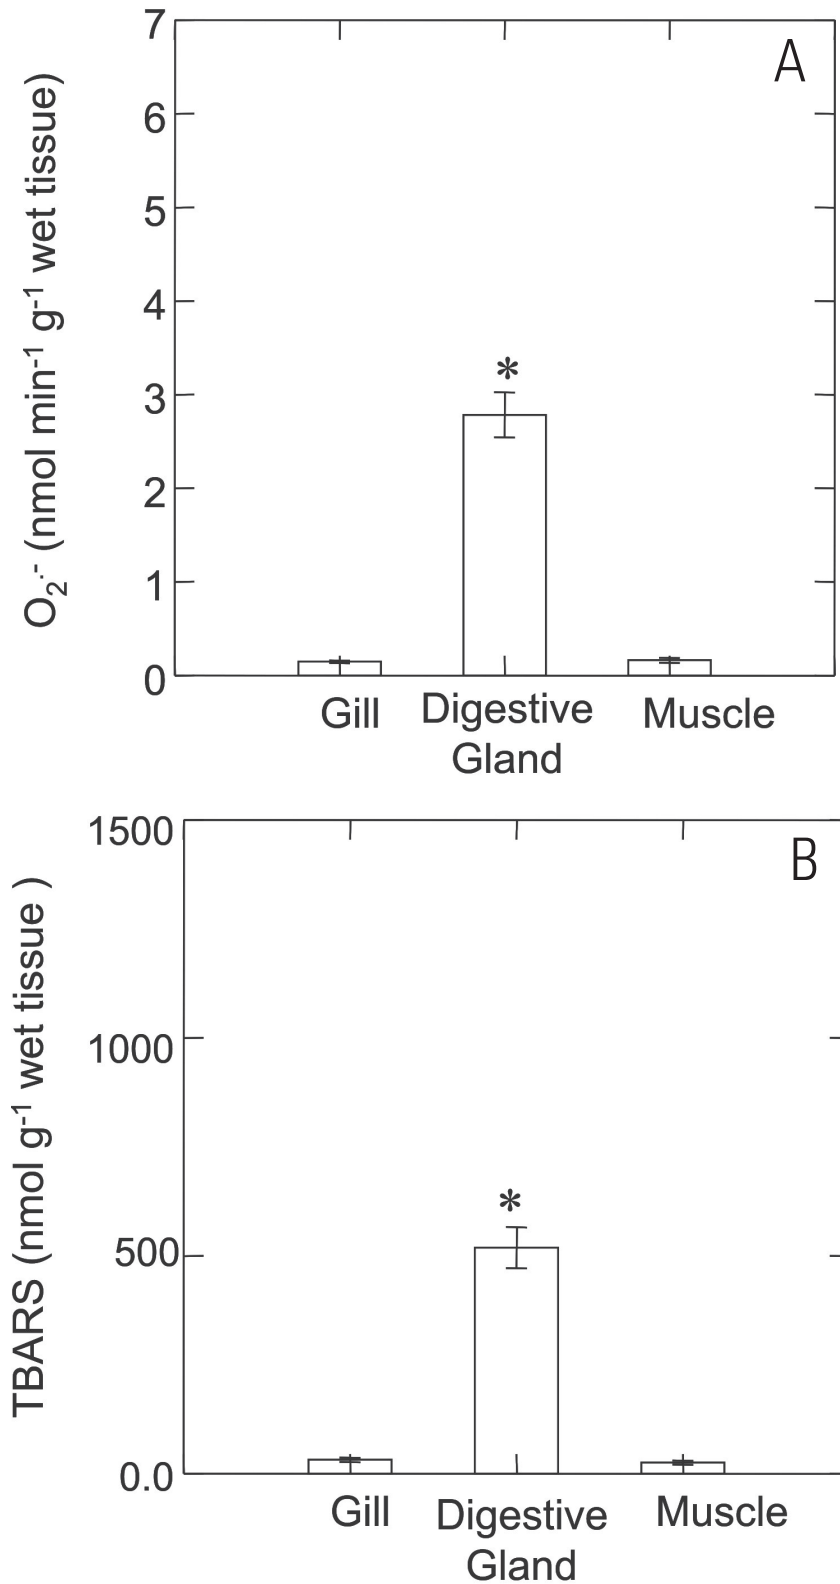 A
O₂·⁻ (nmol min⁻¹ g⁻¹ wet tissue)
7
6
5
4
3
2
1
0
*
Gill Digestive Gland Muscle
B
TBARS (nmol g⁻¹ wet tissue )
1500
1000
500
0.0
*
Gill Digestive Gland Muscle